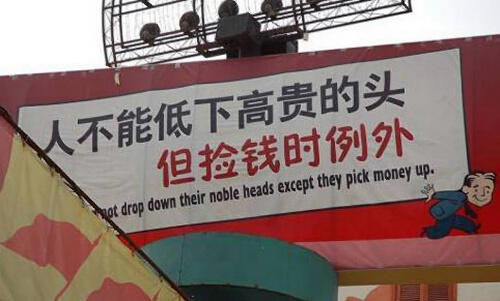 人不能低下高贵的头
但捡钱时例外
not drop down their noble heads except they pick money up.